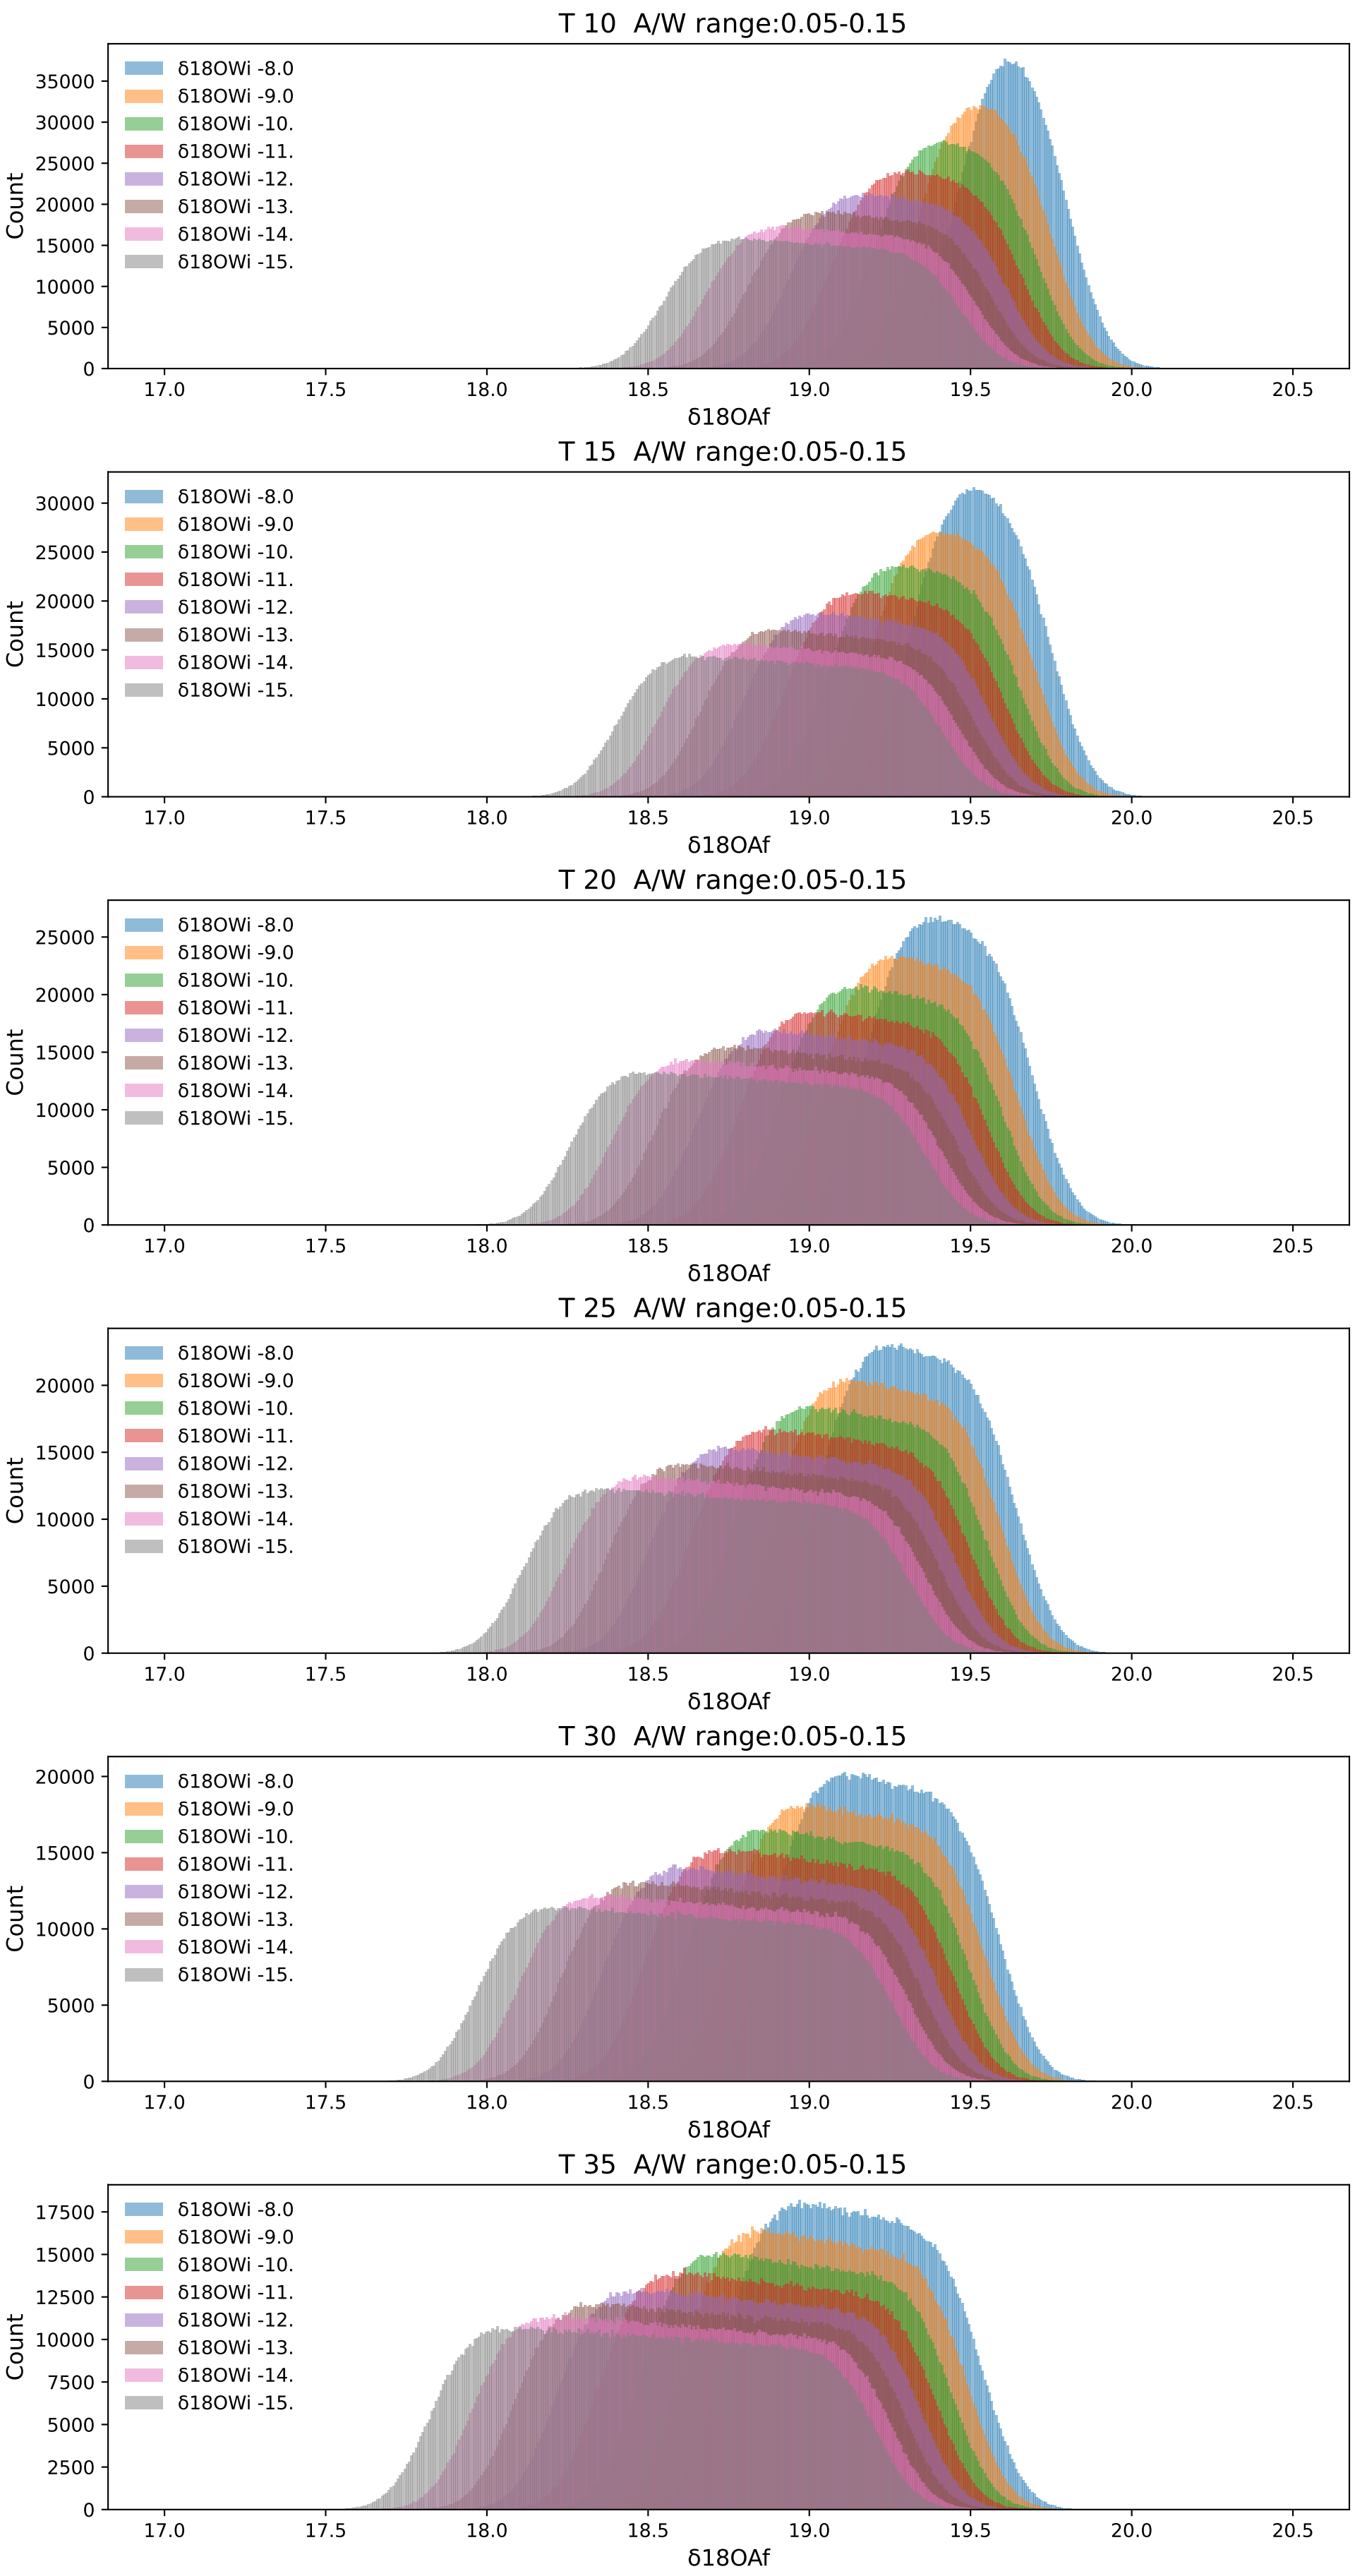 T 10  A/W range:0.05-0.15
35000
30000
25000
20000
15000
10000
5000
0
Count
δ18OWi -8.0
δ18OWi -9.0
δ18OWi -10.
δ18OWi -11.
δ18OWi -12.
δ18OWi -13.
δ18OWi -14.
δ18OWi -15.
17.0 17.5 18.0 18.5 19.0 19.5 20.0 20.5
δ18OAf
T 15  A/W range:0.05-0.15
30000
25000
20000
15000
10000
5000
0
Count
δ18OWi -8.0
δ18OWi -9.0
δ18OWi -10.
δ18OWi -11.
δ18OWi -12.
δ18OWi -13.
δ18OWi -14.
δ18OWi -15.
17.0 17.5 18.0 18.5 19.0 19.5 20.0 20.5
δ18OAf
T 20  A/W range:0.05-0.15
25000
20000
15000
10000
5000
0
Count
δ18OWi -8.0
δ18OWi -9.0
δ18OWi -10.
δ18OWi -11.
δ18OWi -12.
δ18OWi -13.
δ18OWi -14.
δ18OWi -15.
17.0 17.5 18.0 18.5 19.0 19.5 20.0 20.5
δ18OAf
T 25  A/W range:0.05-0.15
20000
15000
10000
5000
0
Count
δ18OWi -8.0
δ18OWi -9.0
δ18OWi -10.
δ18OWi -11.
δ18OWi -12.
δ18OWi -13.
δ18OWi -14.
δ18OWi -15.
17.0 17.5 18.0 18.5 19.0 19.5 20.0 20.5
δ18OAf
T 30  A/W range:0.05-0.15
20000
15000
10000
5000
0
Count
δ18OWi -8.0
δ18OWi -9.0
δ18OWi -10.
δ18OWi -11.
δ18OWi -12.
δ18OWi -13.
δ18OWi -14.
δ18OWi -15.
17.0 17.5 18.0 18.5 19.0 19.5 20.0 20.5
δ18OAf
T 35  A/W range:0.05-0.15
17500
15000
12500
10000
7500
5000
2500
0
Count
δ18OWi -8.0
δ18OWi -9.0
δ18OWi -10.
δ18OWi -11.
δ18OWi -12.
δ18OWi -13.
δ18OWi -14.
δ18OWi -15.
17.0 17.5 18.0 18.5 19.0 19.5 20.0 20.5
δ18OAf